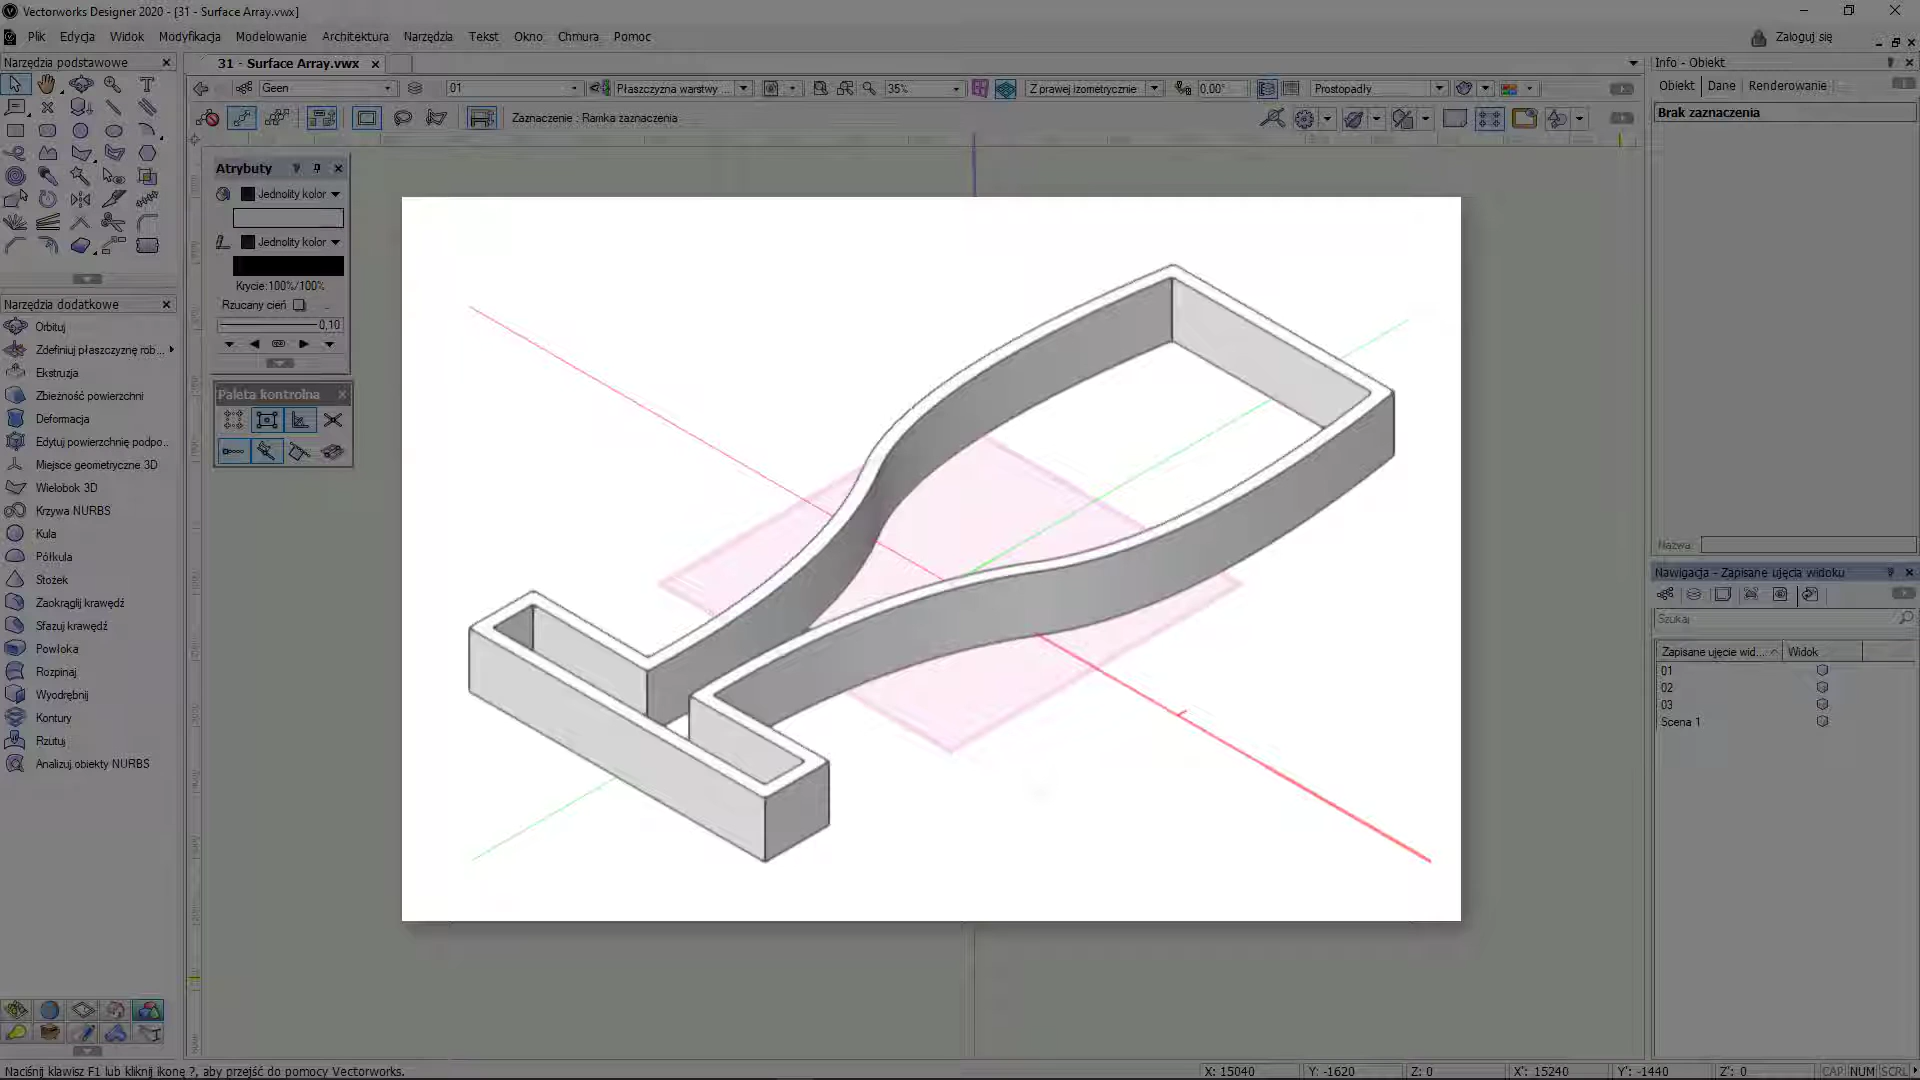 Vectorworks Designer 2020 - [31 - Surface Array.vwx]
Plik Edycja Widok Modyfikacja Modelowanie Architektura Narzędzia Tekst Okno Chmura Pomoc
Zaloguj się
Narzędzia podstawowe
31 - Surface Array.vwx
Info - Obiekt
Geen
01
Płaszczyzna warstwy ...
35%
Z prawej izometrycznie
0.00°
Prostopadły
Obiekt Dane Renderowanie
Zaznaczenie : Ramka zaznaczenia
Brak zaznaczenia
Atrybuty
Jednolity kolor
Jednolity kolor
Krycie:100%/100%
Rzucany cień
0,10
Paleta kontrolna
Narzędzia dodatkowe
Orbituj
Zdefiniuj płaszczyznę rob...
Ekstruzja
Zbieżność powierzchni
Deformacja
Edytuj powierzchnię podpo..
Miejsce geometryczne 3D
Wielobok 3D
Krzywa NURBS
Kula
Półkula
Stożek
Zaokrąglij krawędź
Sfazuj krawędź
Powłoka
Rozpinaj
Wyodrębnij
Kontury
Rzutuj
Analizuj obiekty NURBS
Nazwa:
Nawigacja - Zapisane ujęcia widoku
Szukaj
Zapisane ujęcie wid... Widok
01
02
03
Scena 1
Naciśnij klawisz F1 lub kliknij ikonę ?, aby przejść do pomocy Vectorworks.
X: 15040 Y: -1620 Z: 0 X': 15240 Y': -1440 Z': 0 CAP NUM SCRL